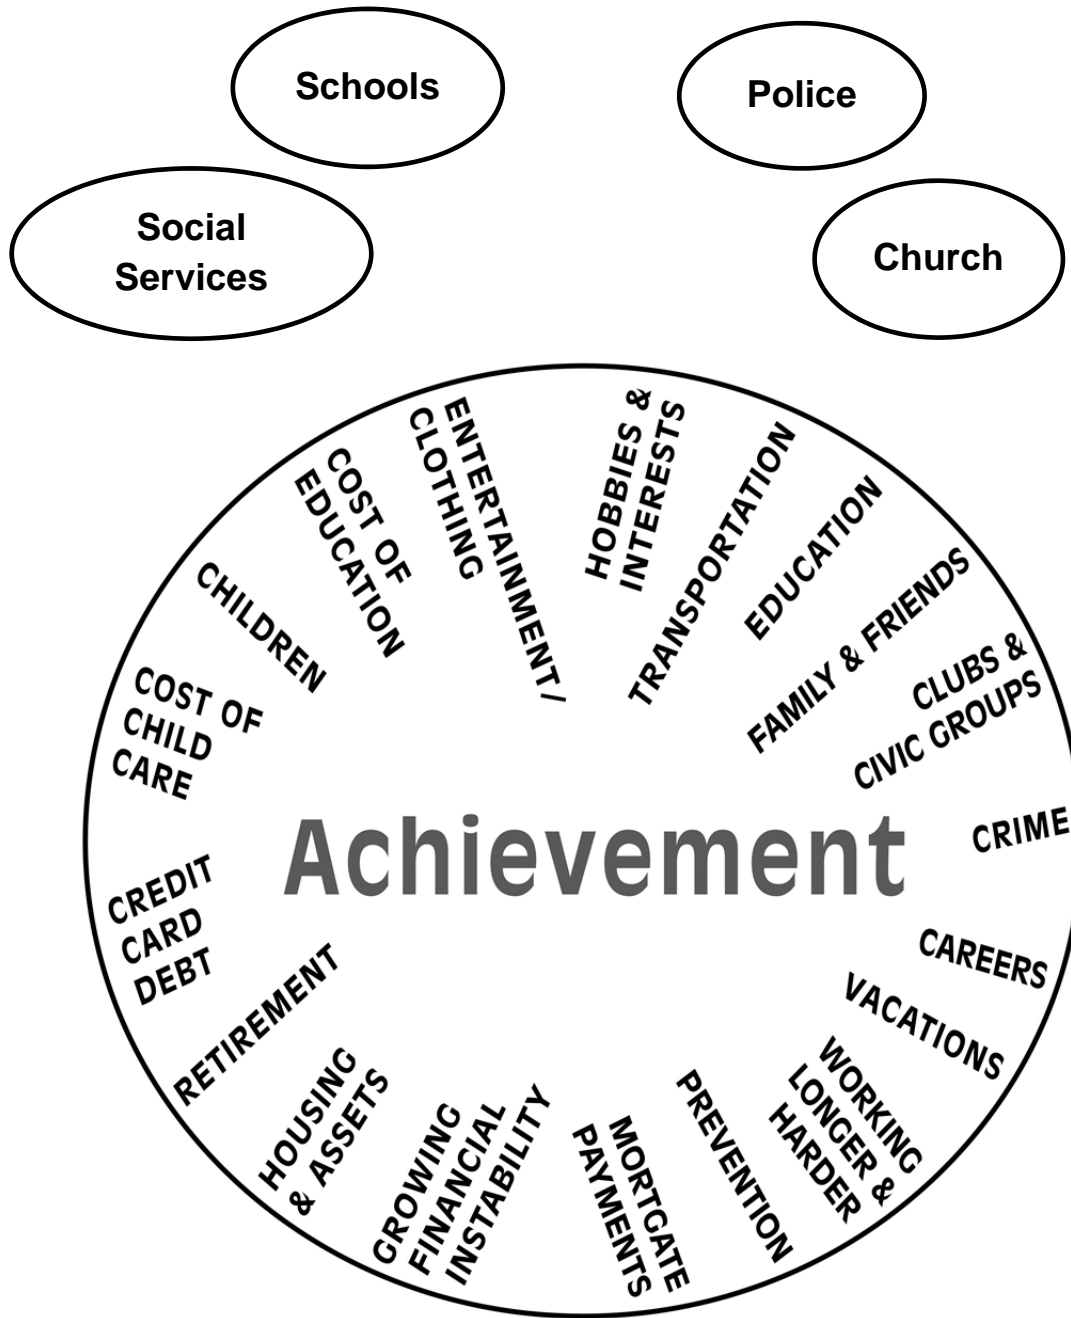 Schools
Police
Social
Services
Church
HOBBIES &
INTERESTS
TRANSPORTATION
EDUCATION
FAMILY & FRIENDS
CLUBS &
CIVIC GROUPS
CRIME
CAREERS
VACATIONS
WORKING
LONGER &
HARDER
PREVENTION
MORTGATE
PAYMENTS
GROWING
FINANCIAL
INSTABILITY
HOUSING
& ASSETS
RETIREMENT
CREDIT
CARD
DEBT
COST OF
CHILD
CARE
CHILDREN
COST OF
EDUCATION
ENTERTAINMENT/
CLOTHING
Achievement